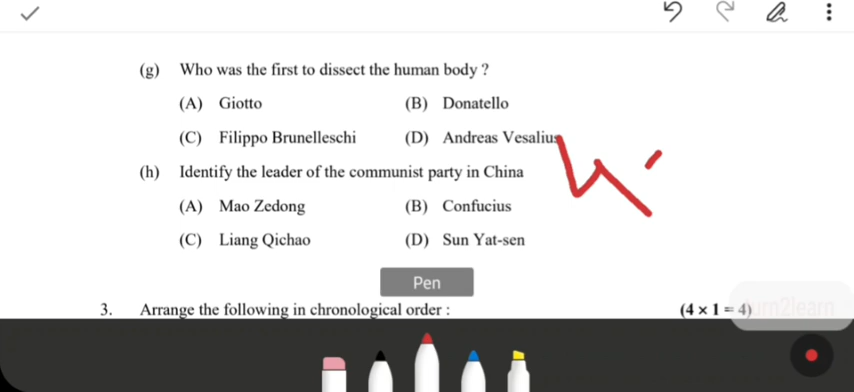 (g) Who was the first to dissect the human body ?
(A) Giotto (B) Donatello
(C) Filippo Brunelleschi (D) Andreas Vesalius
(h) Identify the leader of the communist party in China
(A) Mao Zedong (B) Confucius
(C) Liang Qichao (D) Sun Yat-sen
Pen
3. Arrange the following in chronological order : (4 × 1 = 4)
turn2learn